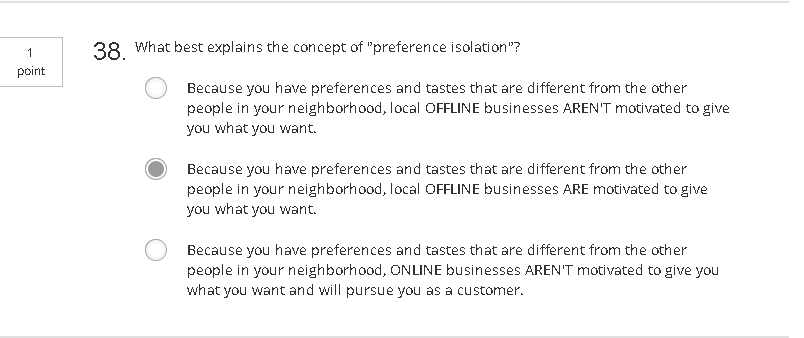 1
point
38. What best explains the concept of "preference isolation"?
Because you have preferences and tastes that are different from the other
people in your neighborhood, local OFFLINE businesses AREN'T motivated to give
you what you want.
Because you have preferences and tastes that are different from the other
people in your neighborhood, local OFFLINE businesses ARE motivated to give
you what you want.
Because you have preferences and tastes that are different from the other
people in your neighborhood, ONLINE businesses AREN'T motivated to give you
what you want and will pursue you as a customer.